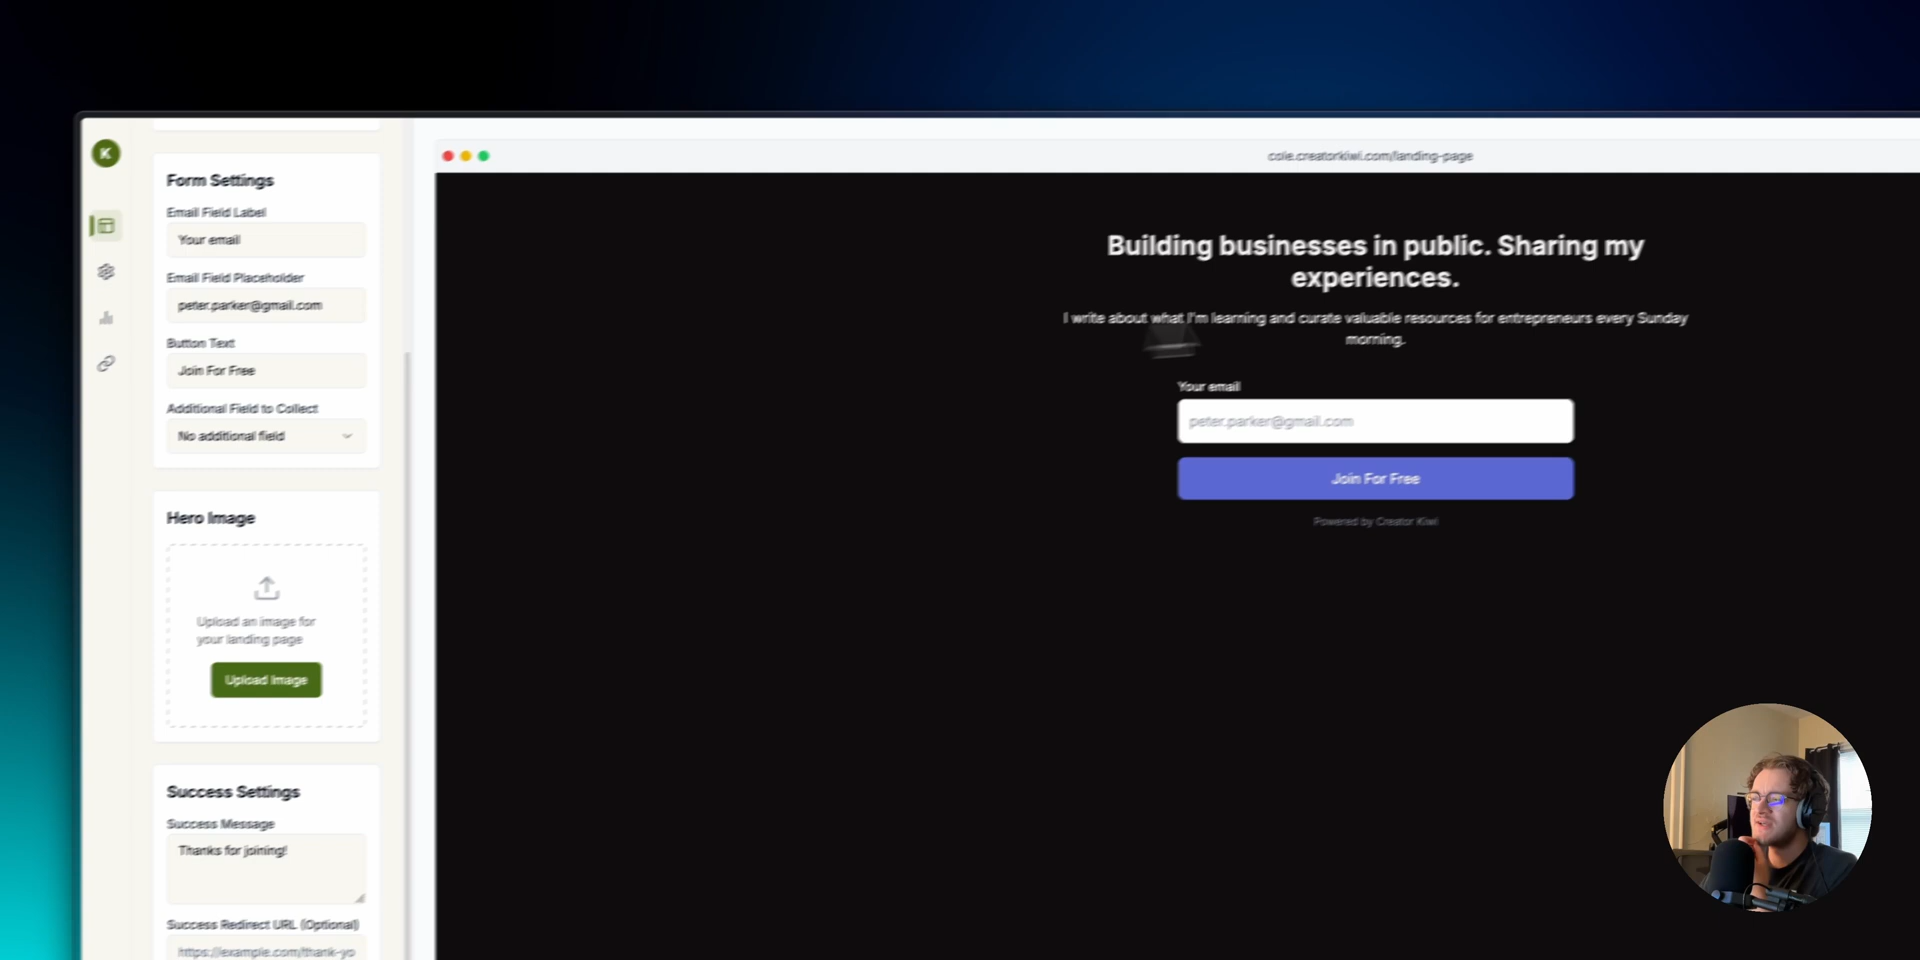 K
Form Settings
Email Field Label
Your email
Email Field Placeholder
peter.parker@gmail.com
Button Text
Join For Free
Additional Field to Collect
No additional field
Hero Image
Upload an image for
your landing page
Upload Image
Success Settings
Success Message
Thanks for joining!
Success Redirect URL (Optional)
https://example.com/thank-yo
cole.creatorkiwi.com/landing-page
Building businesses in public. Sharing my
experiences.
I write about what I'm learning and curate valuable resources for entrepreneurs every Sunday
morning.
Your email
peter.parker@gmail.com
Join For Free
Powered by Creator Kiwi